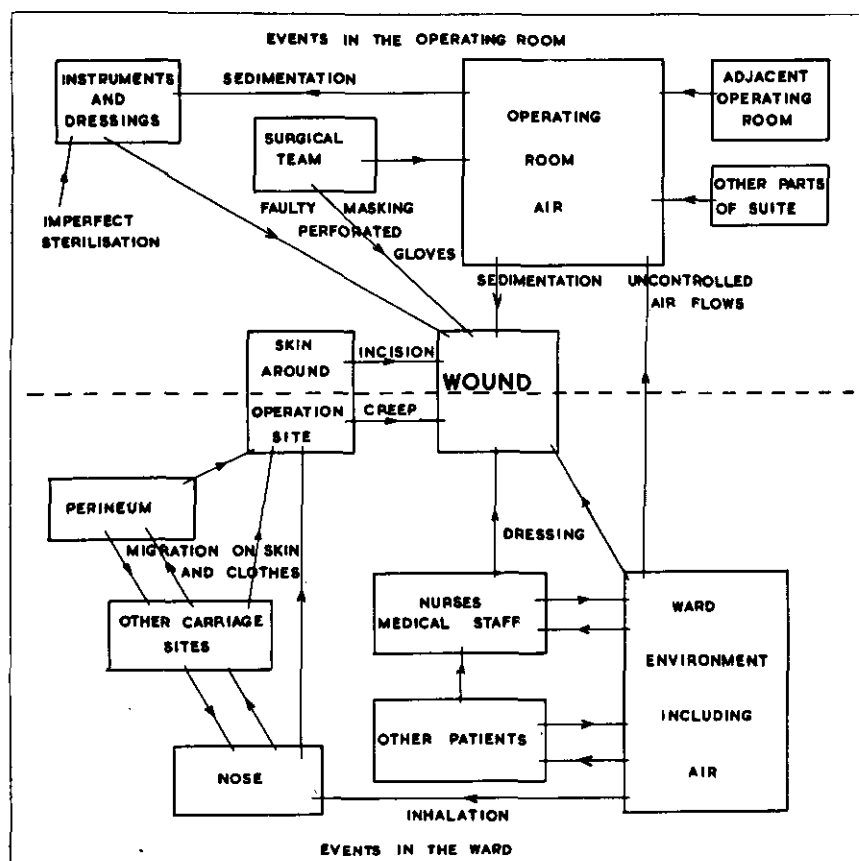 EVENTS IN THE OPERATING ROOM
INSTRUMENTS
AND
DRESSINGS
SEDIMENTATION
OPERATING
ROOM
AIR
ADJACENT
OPERATING
ROOM
SURGICAL
TEAM
OTHER PARTS
OF SUITE
IMPERFECT
STERILISATION
FAULTY MASKING
PERFORATED
GLOVES
SEDIMENTATION
UNCONTROLLED
AIR FLOWS
SKIN
AROUND
OPERATION
SITE
INCISION
CREEP
WOUND
PERINEUM
MIGRATION ON SKIN
AND CLOTHES
DRESSING
OTHER CARRIAGE
SITES
NURSES
MEDICAL STAFF
WARD
ENVIRONMENT
INCLUDING
AIR
OTHER PATIENTS
NOSE
INHALATION
EVENTS IN THE WARD